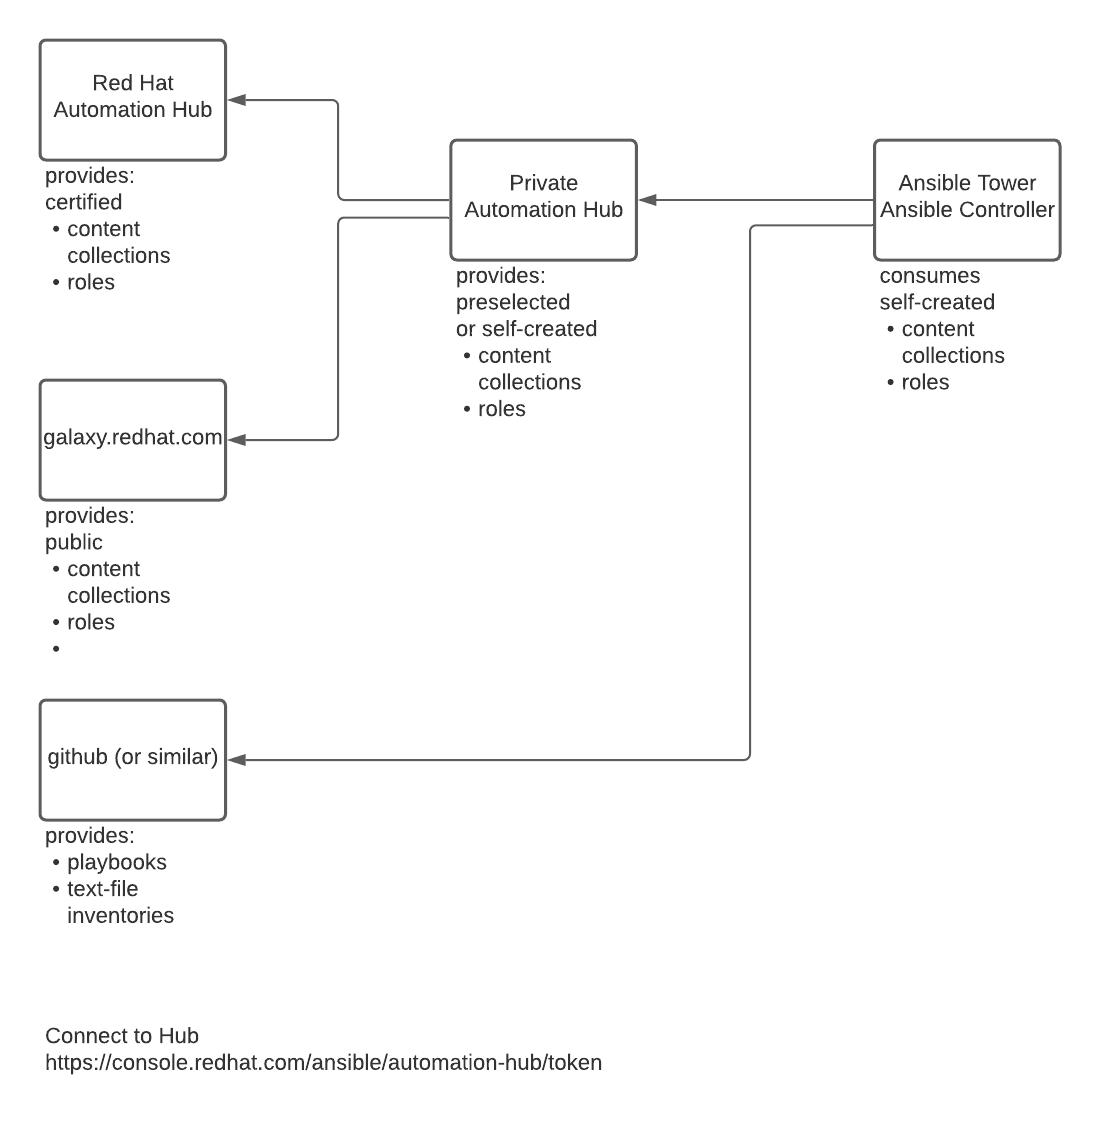 Red Hat
Automation Hub
provides:
certified
• content
collections
• roles
Private
Automation Hub
provides:
preselected
or self-created
• content
collections
• roles
Ansible Tower
Ansible Controller
consumes
self-created
• content
collections
• roles
galaxy.redhat.com
provides:
public
• content
collections
• roles
•
github (or similar)
provides:
• playbooks
• text-file
inventories
Connect to Hub
https://console.redhat.com/ansible/automation-hub/token